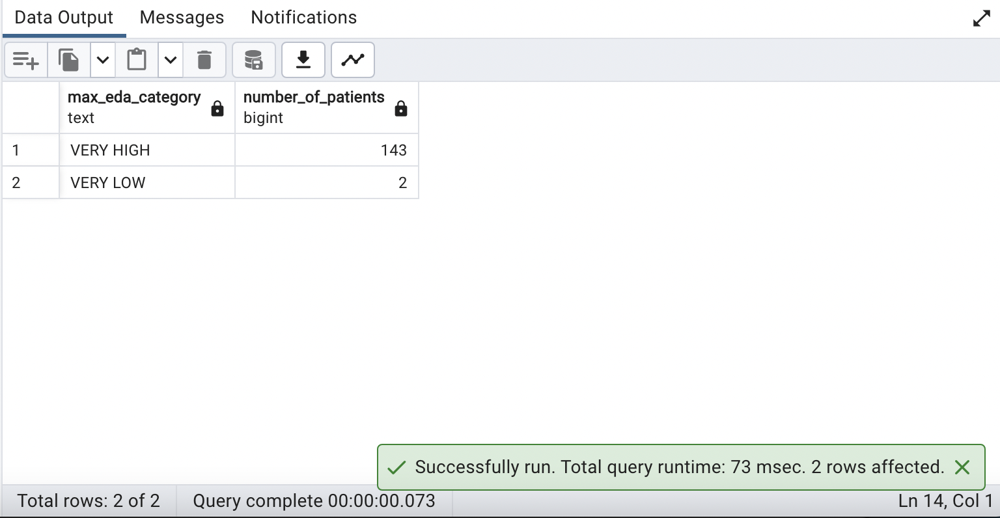 Data Output Messages Notifications
max_eda_category number_of_patients
text bigint
1 VERY HIGH 143
2 VERY LOW 2
Successfully run. Total query runtime: 73 msec. 2 rows affected.
Total rows: 2 of 2 Query complete 00:00:00.073 Ln 14, Col 1